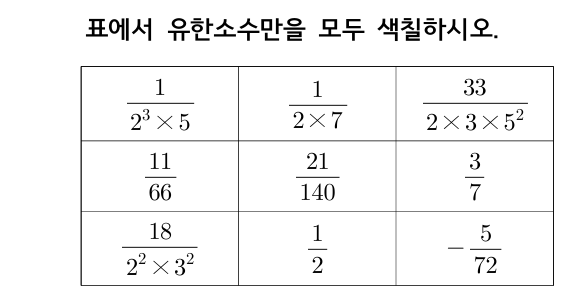 표에서 유한소수만을 모두 색칠하시오.
$\frac{1}{2^3 \times 5}$ $\frac{1}{2 \times 7}$ $\frac{33}{2 \times 3 \times 5^2}$
$\frac{11}{66}$ $\frac{21}{140}$ $\frac{3}{7}$
$\frac{18}{2^2 \times 3^2}$ $\frac{1}{2}$ $-\frac{5}{72}$